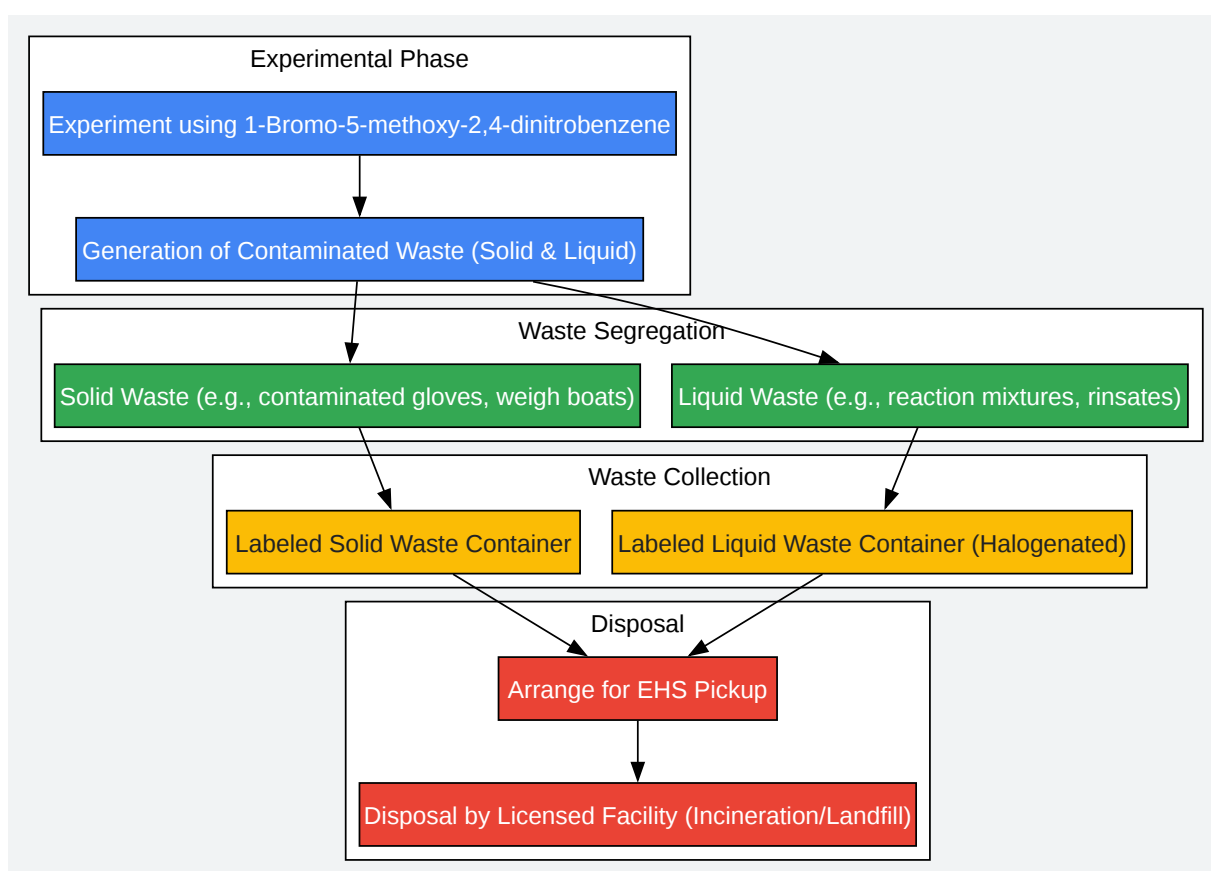 Experimental Phase
Experiment using 1-Bromo-5-methoxy-2,4-dinitrobenzene
Generation of Contaminated Waste (Solid & Liquid)
Waste Segregation
Solid Waste (e.g., contaminated gloves, weigh boats)
Liquid Waste (e.g., reaction mixtures, rinsates)
Waste Collection
Labeled Solid Waste Container
Labeled Liquid Waste Container (Halogenated)
Disposal
Arrange for EHS Pickup
Disposal by Licensed Facility (Incineration/Landfill)